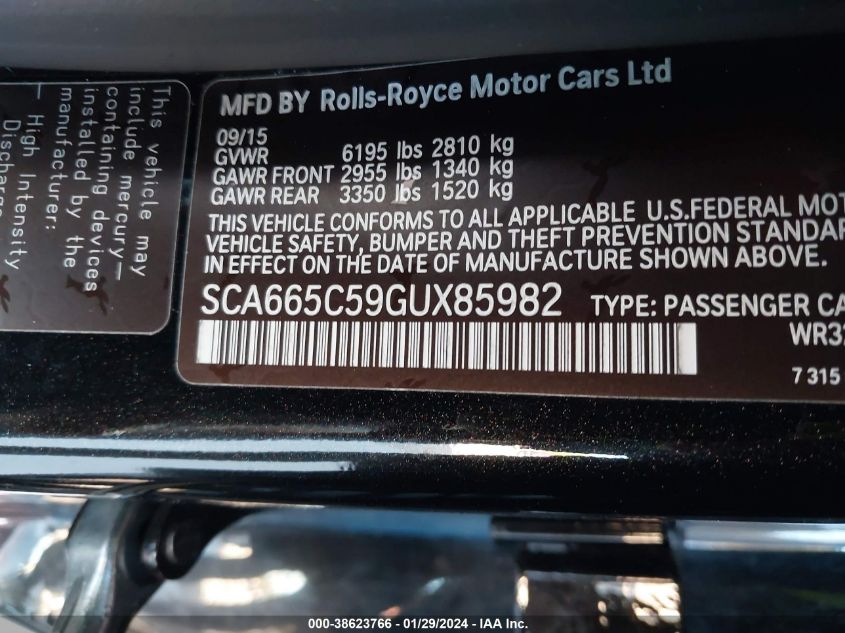 This vehicle may
include mercury—
containing devices
installed by the
manufacturer:
— High Intensity
MFD BY Rolls-Royce Motor Cars Ltd
09/15
GVWR 6195 lbs 2810 kg
GAWR FRONT 2955 lbs 1340 kg
GAWR REAR 3350 lbs 1520 kg
THIS VEHICLE CONFORMS TO ALL APPLICABLE U.S.FEDERAL MOT
VEHICLE SAFETY, BUMPER AND THEFT PREVENTION STANDAR
IN EFFECT ON THE DATE OF MANUFACTURE SHOWN ABOVE.
SCA665C59GUX85982 TYPE: PASSENGER CA
WR32
7 315
000-38623766 - 01/29/2024 - IAA Inc.